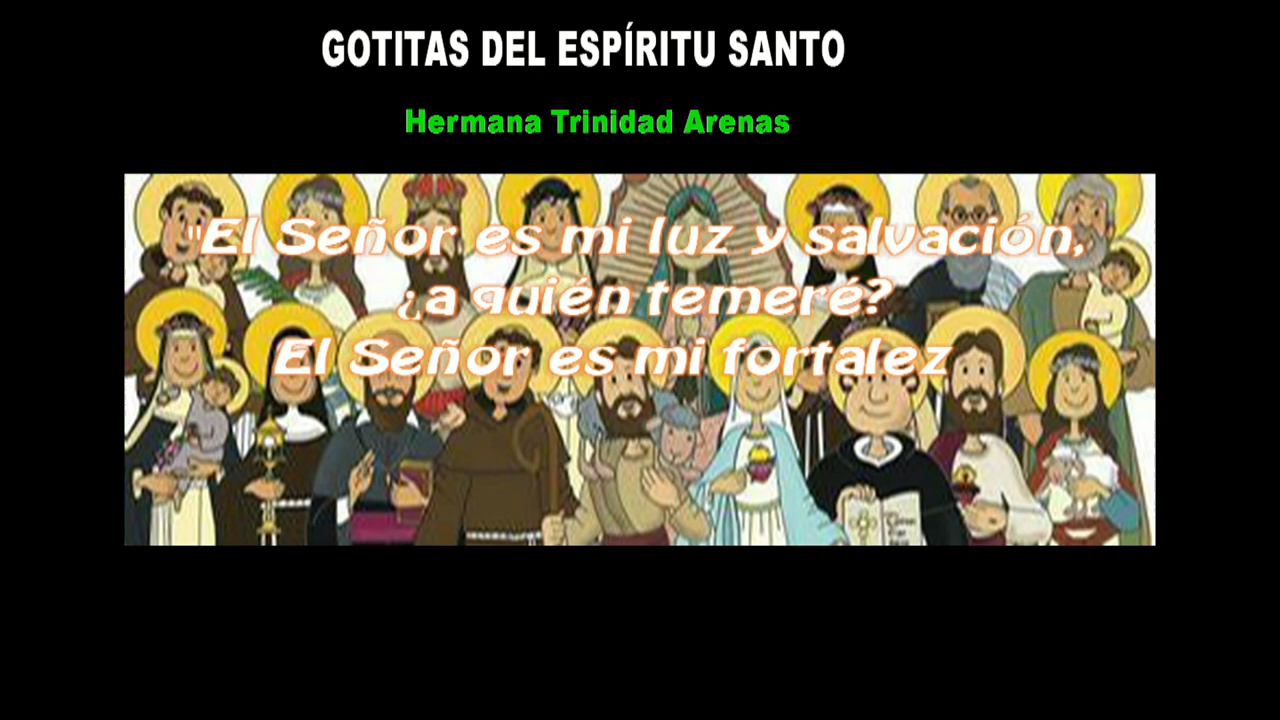 GOTITAS DEL ESPÍRITU SANTO
Hermana Trinidad Arenas
"El Señor es mi luz y salvación,
¿a quién temeré?
El Señor es mi fortalez